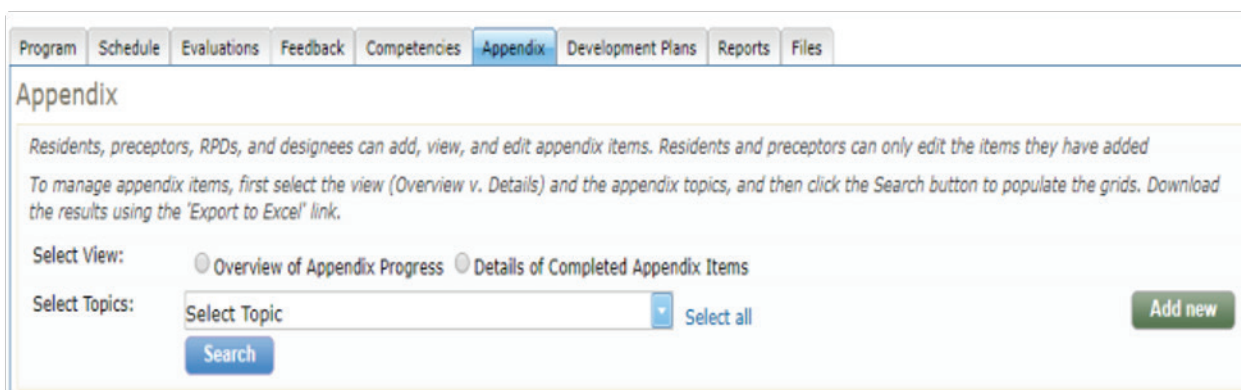 Program Schedule Evaluations Feedback Competencies Appendix Development Plans Reports Files
Appendix
Residents, preceptors, RPDs, and designees can add, view, and edit appendix items. Residents and preceptors can only edit the items they have added
To manage appendix items, first select the view (Overview v. Details) and the appendix topics, and then click the Search button to populate the grids. Download
the results using the 'Export to Excel' link.
Select View: Overview of Appendix Progress Details of Completed Appendix Items
Select Topics: Select Topic Select all Add new
Search